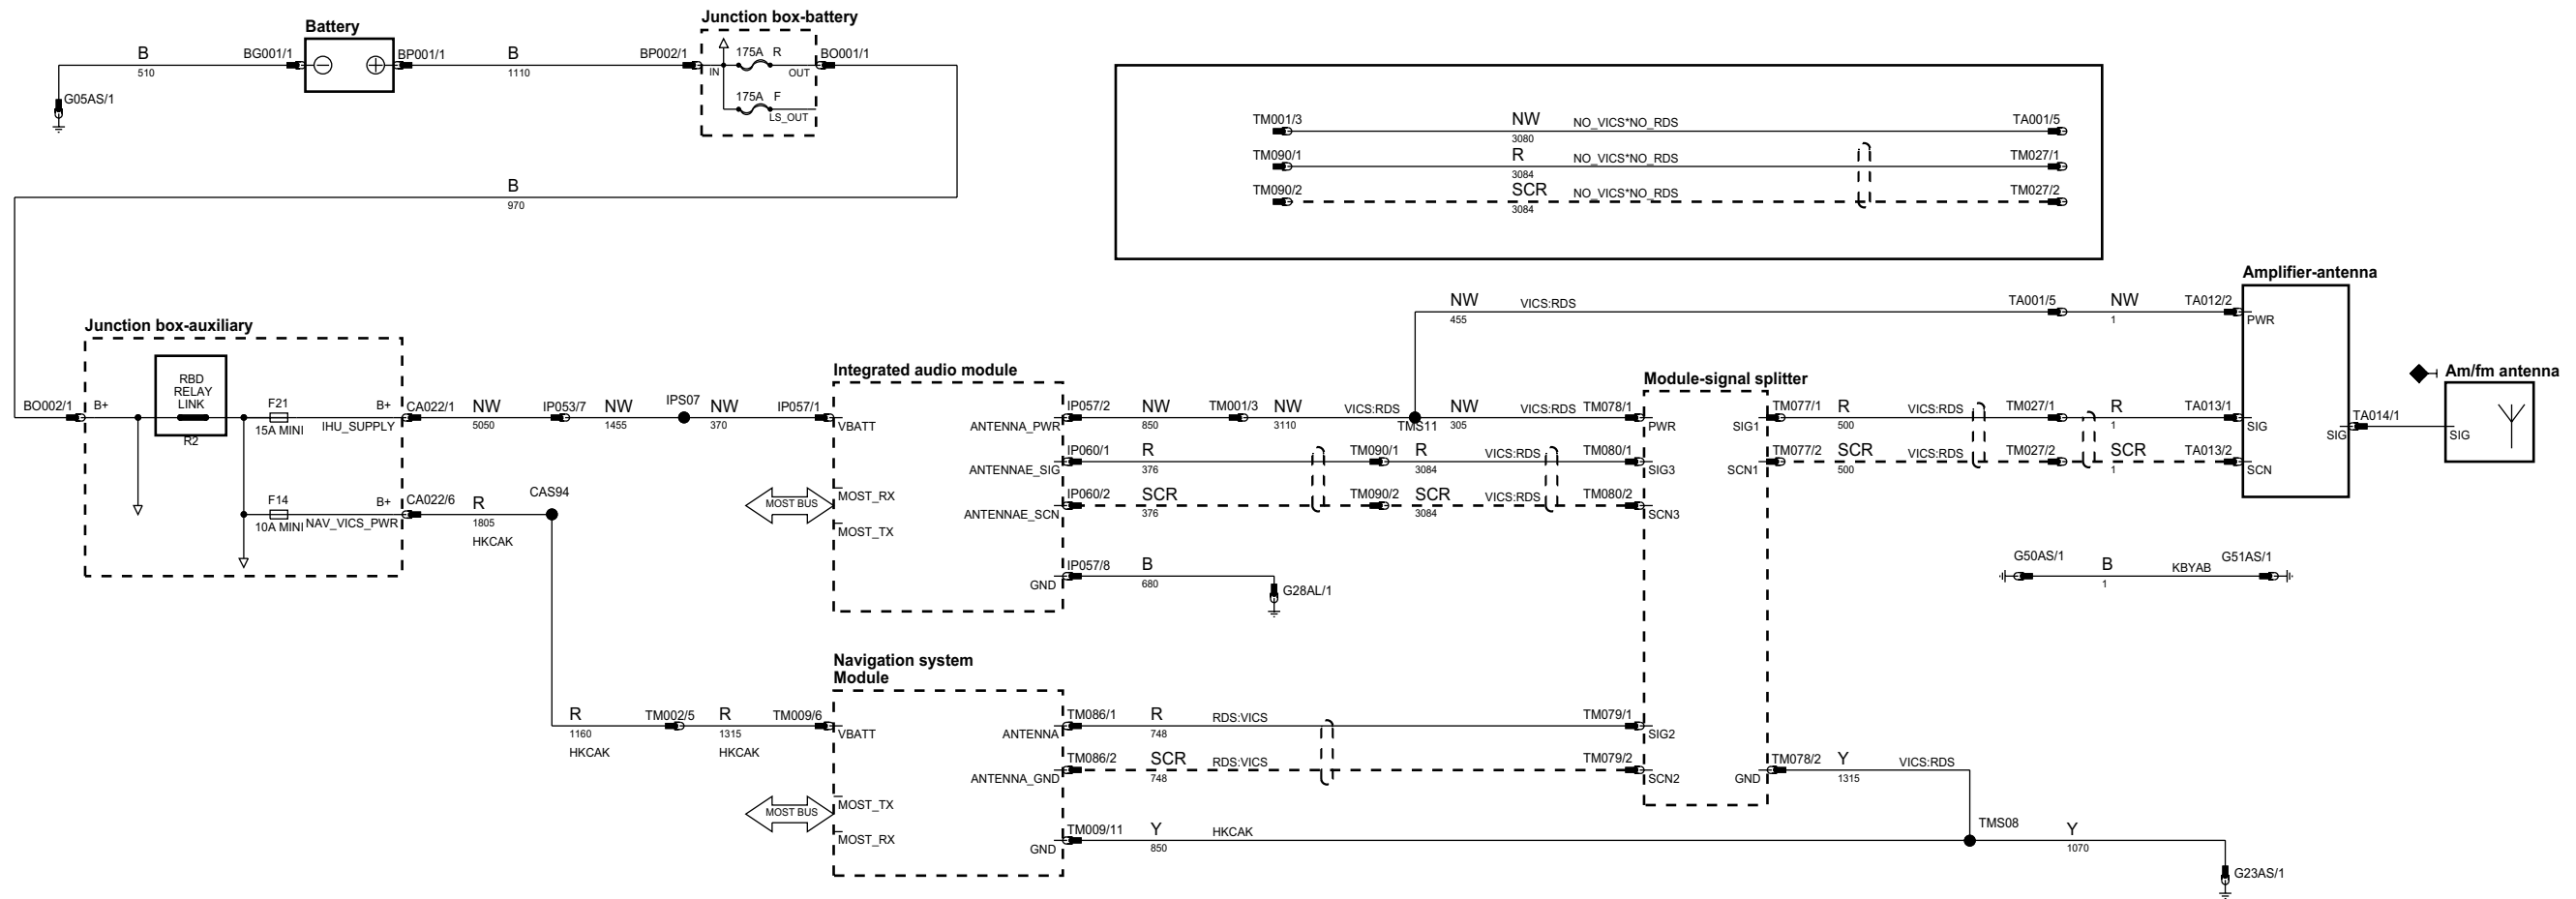 Battery
Junction box-battery
B
510
BG001/1
BP001/1
B
1110
BP002/1
175A R
IN
OUT
175A F
LS_OUT
BO001/1
G05AS/1
B
970
TM001/3
NW
3080
NO_VICS*NO_RDS
TA001/5
TM090/1
R
3084
NO_VICS*NO_RDS
TM027/1
TM090/2
SCR
3084
NO_VICS*NO_RDS
TM027/2
Junction box-auxiliary
BO002/1
B+
RBD
RELAY
LINK
R2
F21
15A MINI
B+
IHU_SUPPLY
CA022/1
NW
5050
IP053/7
NW
1455
IPS07
NW
370
IP057/1
F14
10A MINI
B+
NAV_VICS_PWR
CA022/6
R
1805
HKCAK
CAS94
R
1160
HKCAK
TM002/5
R
1315
HKCAK
TM009/6
Integrated audio module
VBATT
MOST BUS
MOST_RX
MOST_TX
ANTENNA_PWR
ANTENNAE_SIG
ANTENNAE_SCN
GND
IP057/2
NW
850
TM001/3
NW
3110
VICS:RDS
TMS11
NW
305
VICS:RDS
TM078/1
NW
455
VICS:RDS
TA001/5
NW
1
TA012/2
IP060/1
R
376
TM090/1
R
3084
VICS:RDS
TM080/1
IP060/2
SCR
376
TM090/2
SCR
3084
VICS:RDS
TM080/2
IP057/8
B
680
G28AL/1
Navigation system
Module
VBATT
MOST BUS
MOST_TX
MOST_RX
ANTENNA
ANTENNA_GND
GND
TM086/1
R
748
RDS:VICS
TM079/1
TM086/2
SCR
748
RDS:VICS
TM079/2
TM009/11
Y
850
HKCAK
Module-signal splitter
PWR
SIG3
SCN3
SIG2
SCN2
SIG1
SCN1
GND
TM077/1
R
500
VICS:RDS
TM027/1
R
1
TA013/1
TM077/2
SCR
500
VICS:RDS
TM027/2
SCR
1
TA013/2
TM078/2
Y
1315
VICS:RDS
TMS08
Y
1070
G23AS/1
Amplifier-antenna
PWR
SIG
SCN
SIG
TA014/1
Am/fm antenna
SIG
G50AS/1
B
1
KBYAB
G51AS/1